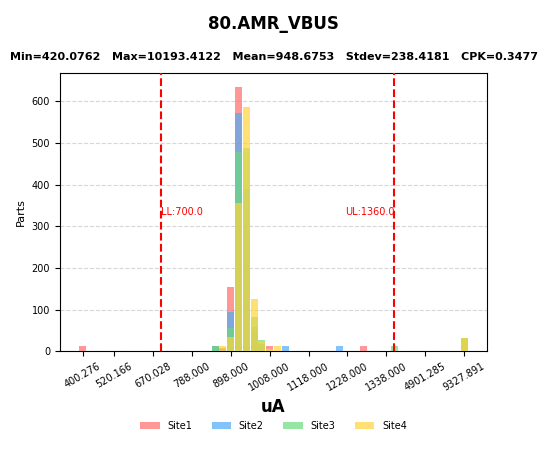 80.AMR_VBUS
Min=420.0762 Max=10193.4122 Mean=948.6753 Stdev=238.4181 CPK=0.3477
600
500
400
300
200
100
0
Parts
LL:700.0
UL:1360.0
400.276 520.166 670.028 788.000 898.000 1008.000 1118.000 1228.000 1338.000 4901.285 9327.891
uA
Site1 Site2 Site3 Site4